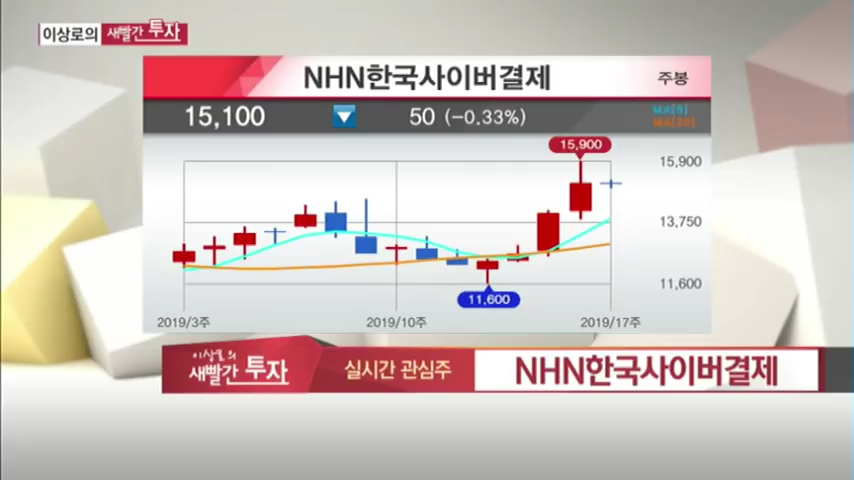 이상로의 새빨간 투자
NHN한국사이버결제
주봉
15,100 ▼ 50 (-0.33%)
MA[5]
MA[20]
15,900
15,900
13,750
11,600
11,600
2019/3주 2019/10주 2019/17주
이상로의
새빨간 투자
실시간 관심주
NHN한국사이버결제